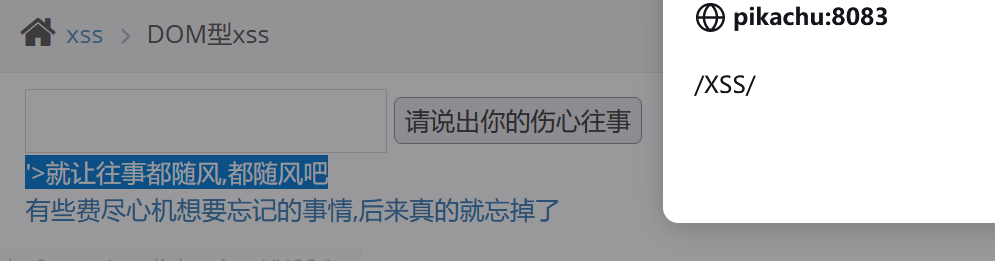 xss > DOM型xss
pikachu:8083
/XSS/
请说出你的伤心往事
'>就让往事都随风,都随风吧
有些费尽心机想要忘记的事情,后来真的就忘掉了